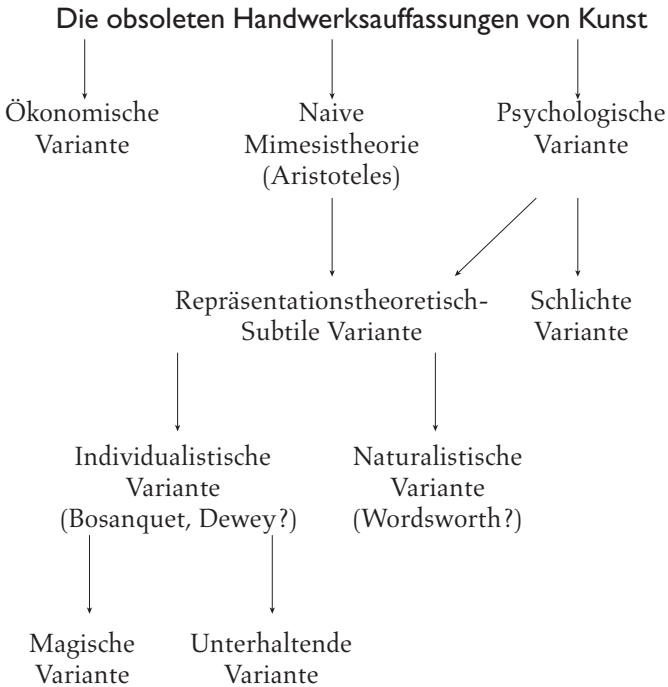 Die obsoleten Handwerksauffassungen von Kunst
Ökonomische
Variante
Naive
Mimesistheorie
(Aristoteles)
Psychologische
Variante
Repräsentationstheoretisch-
Subtile Variante
Schlichte
Variante
Individualistische
Variante
(Bosanquet, Dewey?)
Naturalistische
Variante
(Wordsworth?)
Magische
Variante
Unterhaltende
Variante